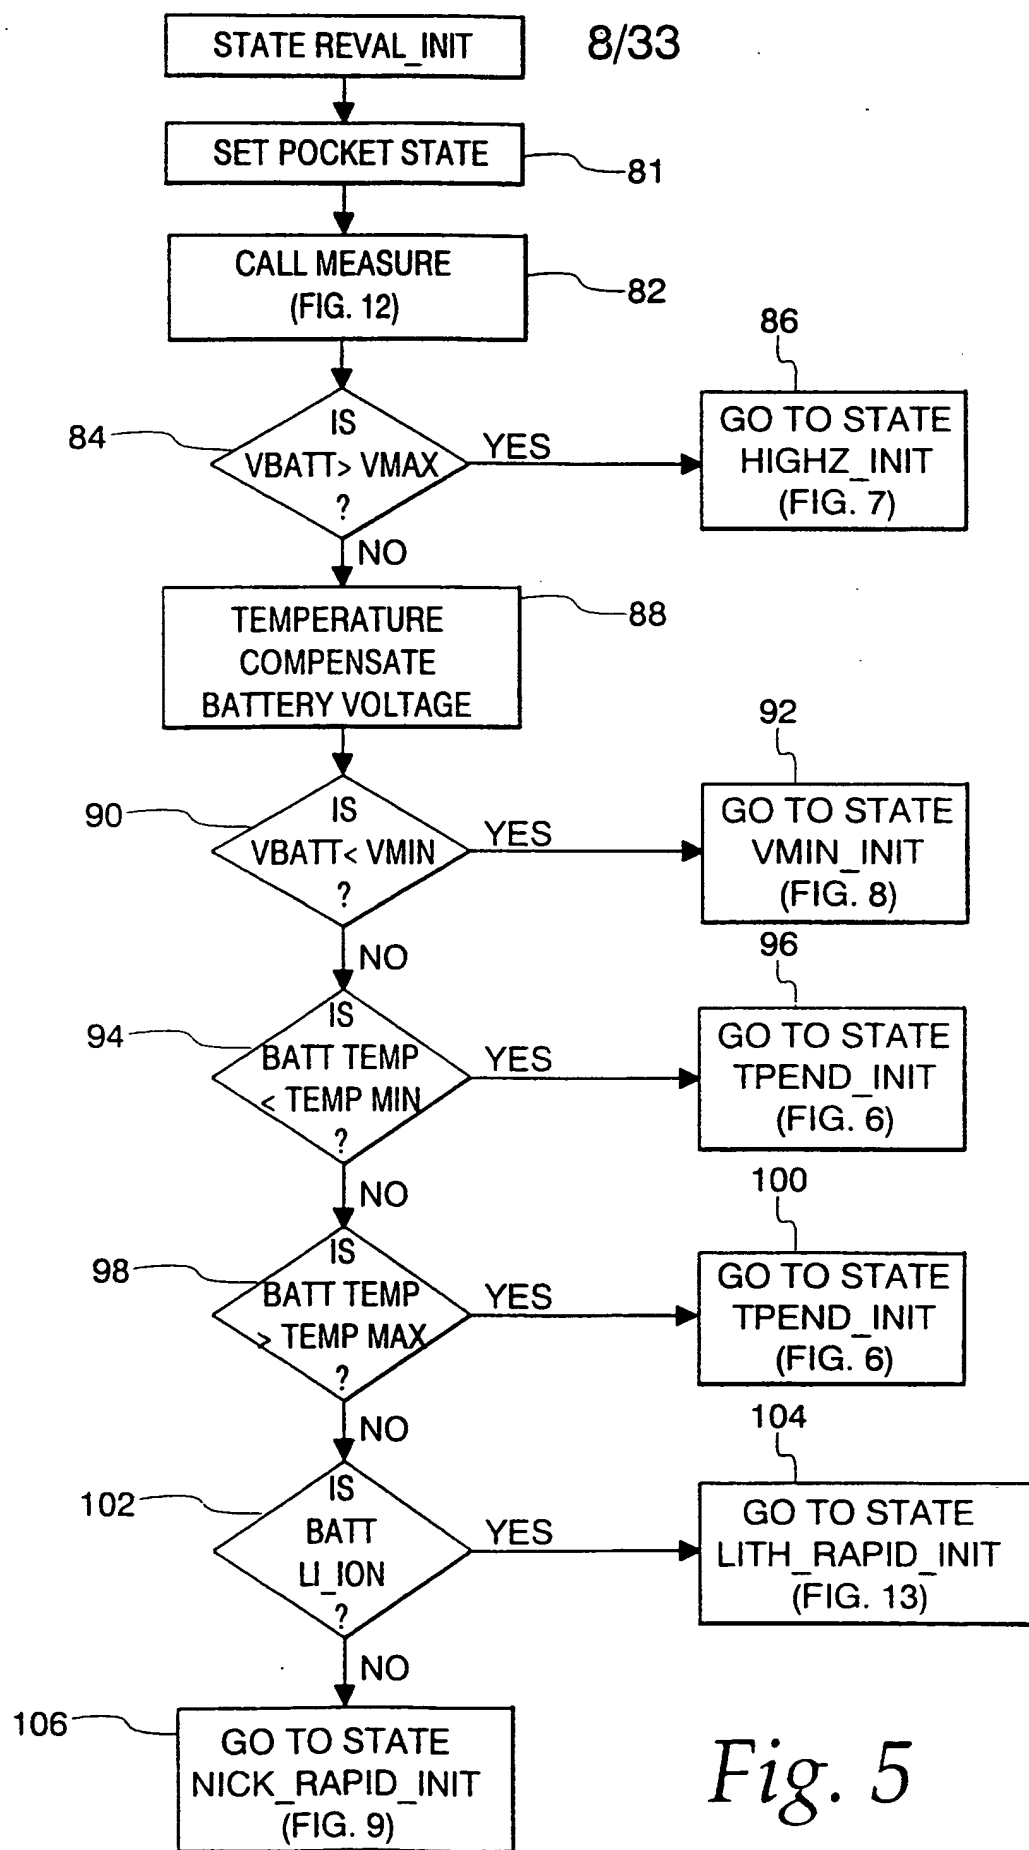 STATE REVAL_INIT
8/33
SET POCKET STATE
81
CALL MEASURE
(FIG. 12)
82
86
84
IS
VBATT> VMAX
?
YES
GO TO STATE
HIGHZ_INIT
(FIG. 7)
NO
TEMPERATURE
COMPENSATE
BATTERY VOLTAGE
88
92
90
IS
VBATT< VMIN
?
YES
GO TO STATE
VMIN_INIT
(FIG. 8)
NO
96
94
IS
BATT TEMP
< TEMP MIN
?
YES
GO TO STATE
TPEND_INIT
(FIG. 6)
NO
100
98
IS
BATT TEMP
> TEMP MAX
?
YES
GO TO STATE
TPEND_INIT
(FIG. 6)
NO
104
102
IS
BATT
LI_ION
?
YES
GO TO STATE
LITH_RAPID_INIT
(FIG. 13)
NO
106
GO TO STATE
NICK_RAPID_INIT
(FIG. 9)
Fig. 5